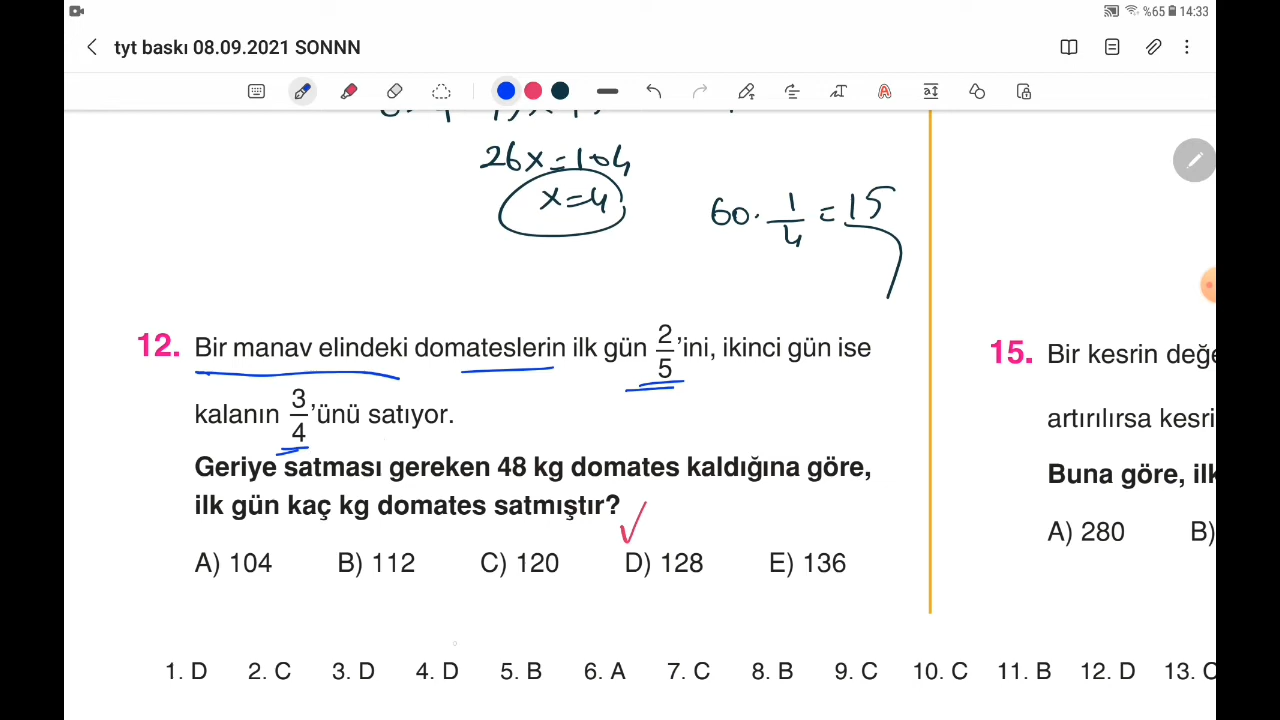 %65 14:33
tyt baskı 08.09.2021 SONNN
26x=104
x=4
60. 1/4 = 15
12. Bir manav elindeki domateslerin ilk gün 2/5'ini, ikinci gün ise
kalanın 3/4'ünü satıyor.
Geriye satması gereken 48 kg domates kaldığına göre,
ilk gün kaç kg domates satmıştır?
A) 104 B) 112 C) 120 D) 128 E) 136
15. Bir kesrin değe
artırılırsa kesri
Buna göre, ilk
A) 280 B)
1. D 2. C 3. D 4. D 5. B 6. A 7. C 8. B 9. C 10. C 11. B 12. D 13. C